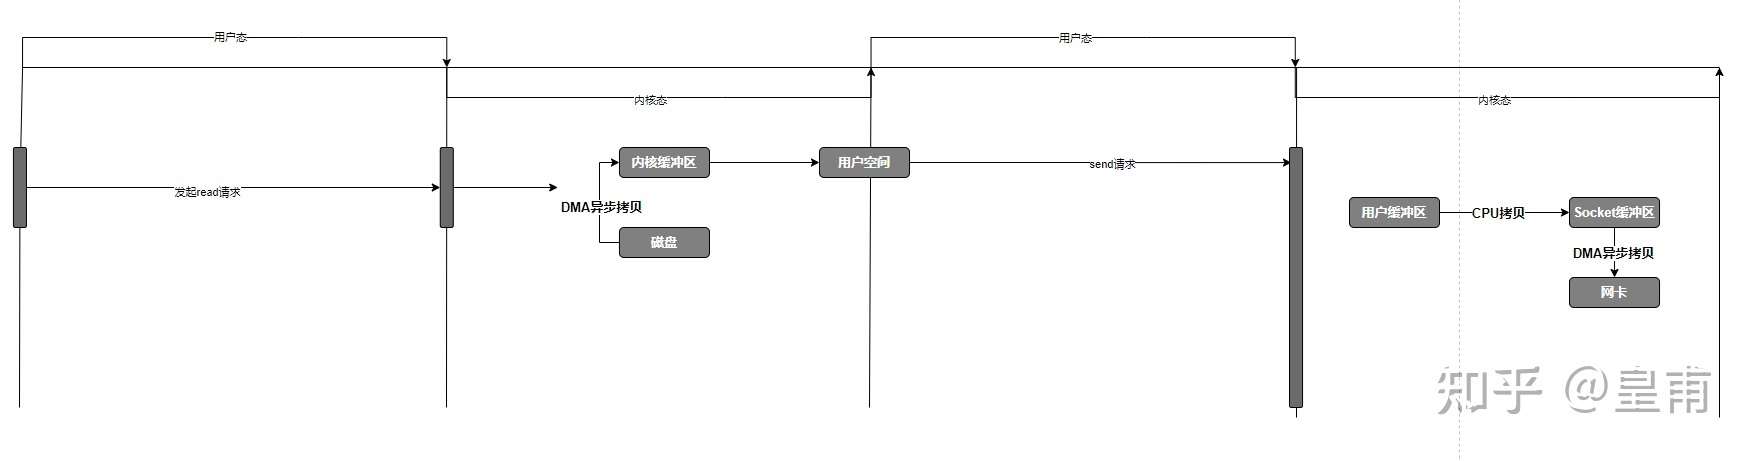 用户态
用户态
内核态
内核态
内核缓冲区
用户空间
send请求
发起read请求
DMA异步拷贝
磁盘
用户缓冲区
CPU拷贝
Socket缓冲区
DMA异步拷贝
网卡
知乎 @皇甫